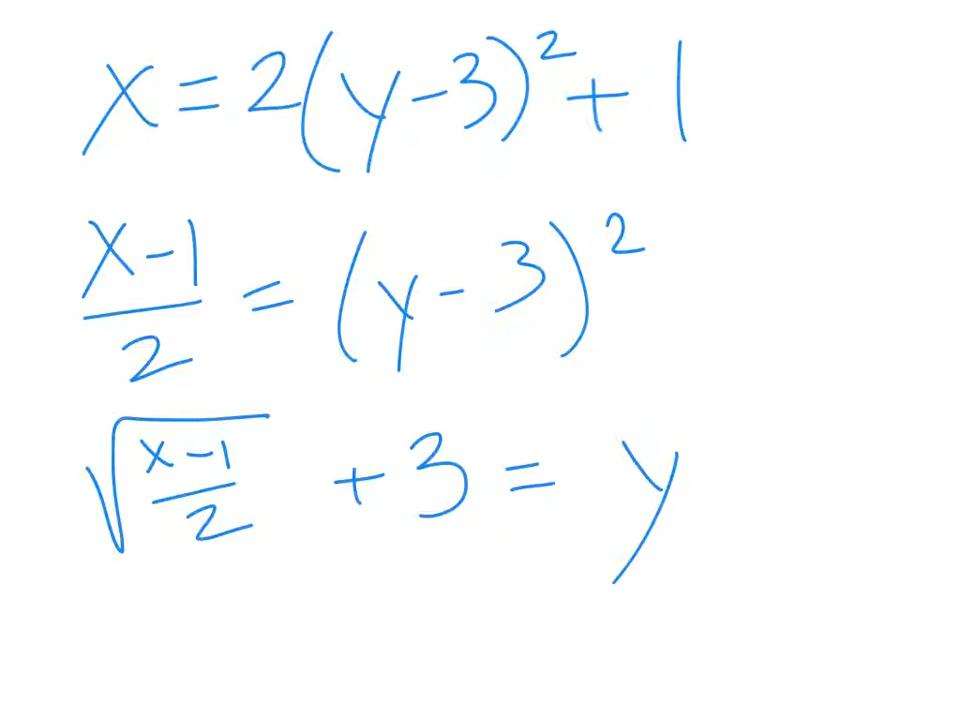 x = 2(y-3)² + 1
x-1/2 = (y-3)²
√x-1/2 + 3 = y